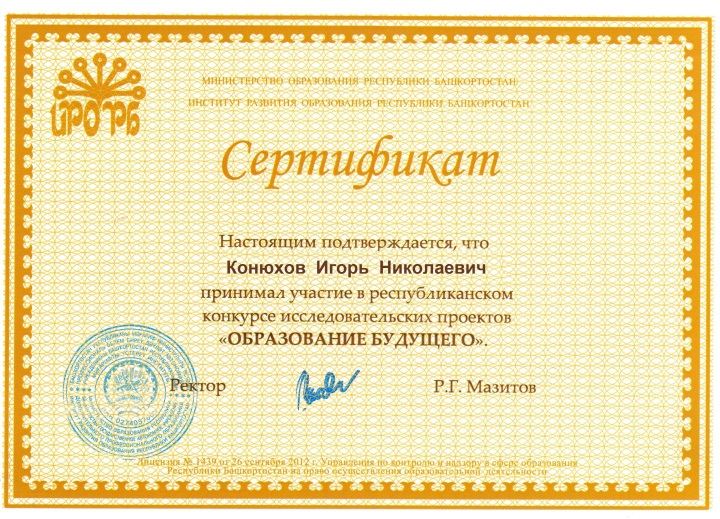 ИРО РБ
МИНИСТЕРСТВО ОБРАЗОВАНИЯ РЕСПУБЛИКИ БАШКОРТОСТАН
ИНСТИТУТ РАЗВИТИЯ ОБРАЗОВАНИЯ РЕСПУБЛИКИ БАШКОРТОСТАН
Сертификат
Настоящим подтверждается, что
Конюхов Игорь Николаевич
принимал участие в республиканском
конкурсе исследовательских проектов
«ОБРАЗОВАНИЕ БУДУЩЕГО».
Ректор
Р.Г. Мазитов
Лицензия № 1939 от 26 сентября 2012 г. Управления по контролю и надзору в сфере образования
Республики Башкортостан на право осуществления образовательной деятельности